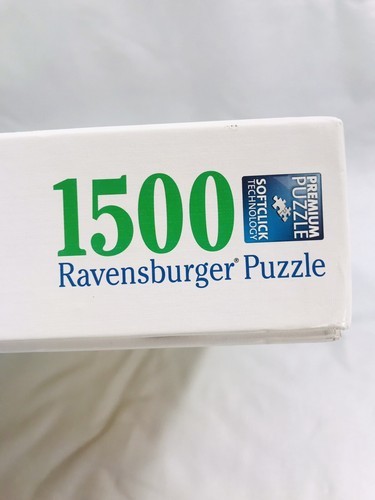 1500
Ravensburger® Puzzle
PREMIUM
PUZZLE
SOFTCLICK
TECHNOLOGY